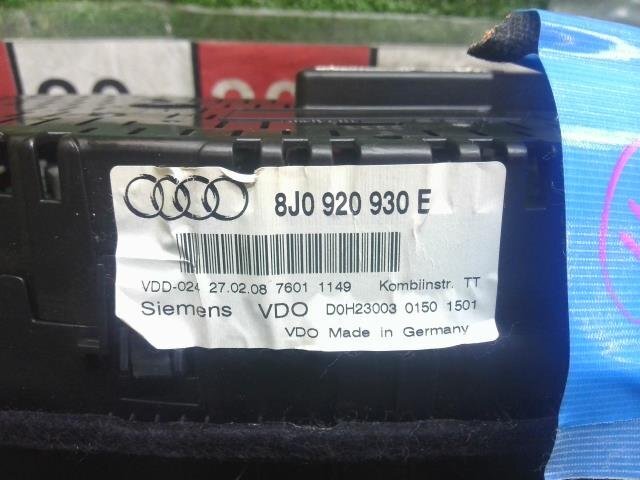 8J0 920 930 E
VDD-024 27.02.08 7601 1149 Kombiinstr. TT
Siemens VDO D0H23003 0150 1501
VDO Made in Germany